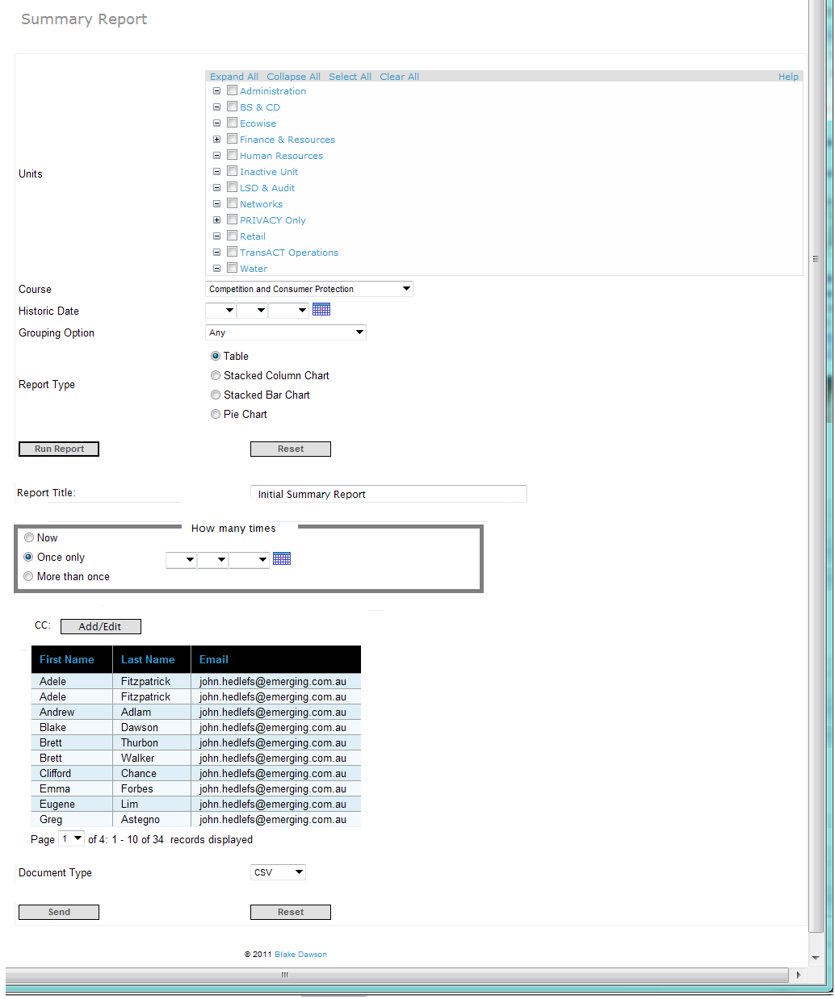 Summary Report
Expand All Collapse All Select All Clear All Help
Administration
BS & CD
Ecowise
Finance & Resources
Human Resources
Units
Inactive Unit
LSD & Audit
Networks
PRIVACY Only
Retail
TransACT Operations
Water
Course Competition and Consumer Protection
Historic Date
Grouping Option Any
Table
Stacked Column Chart
Report Type
Stacked Bar Chart
Pie Chart
Run Report Reset
Report Title: Initial Summary Report
How many times
Now
Once only
More than once
CC: Add/Edit
First Name Last Name Email
Adele Fitzpatrick john.hedlefs@emerging.com.au
Adele Fitzpatrick john.hedlefs@emerging.com.au
Andrew Adlam john.hedlefs@emerging.com.au
Blake Dawson john.hedlefs@emerging.com.au
Brett Thurbon john.hedlefs@emerging.com.au
Brett Walker john.hedlefs@emerging.com.au
Clifford Chance john.hedlefs@emerging.com.au
Emma Forbes john.hedlefs@emerging.com.au
Eugene Lim john.hedlefs@emerging.com.au
Greg Astegno john.hedlefs@emerging.com.au
Page 1 of 4: 1 - 10 of 34 records displayed
Document Type CSV
Send Reset
© 2011 Blake Dawson